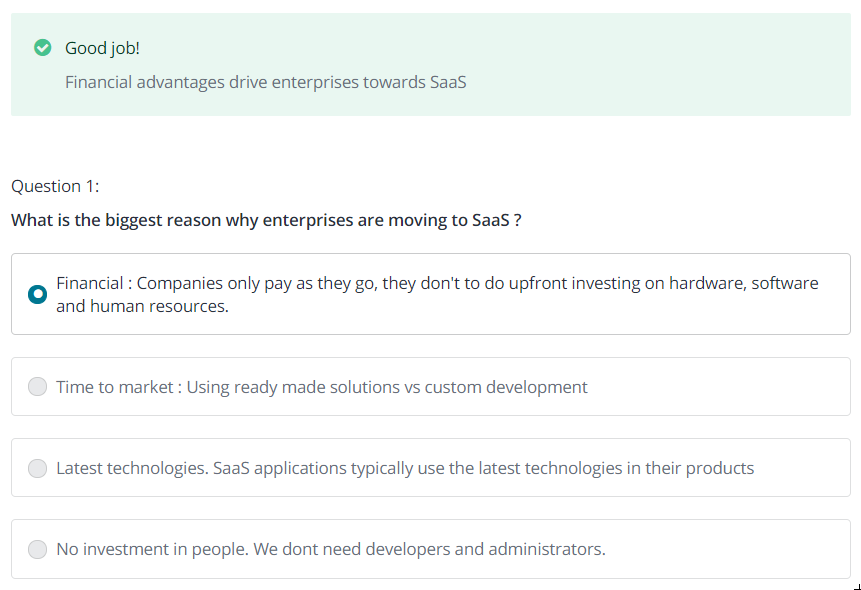 Good job!
Financial advantages drive enterprises towards SaaS
Question 1:
What is the biggest reason why enterprises are moving to SaaS ?
Financial : Companies only pay as they go, they don't to do upfront investing on hardware, software
and human resources.
Time to market : Using ready made solutions vs custom development
Latest technologies. SaaS applications typically use the latest technologies in their products
No investment in people. We dont need developers and administrators.